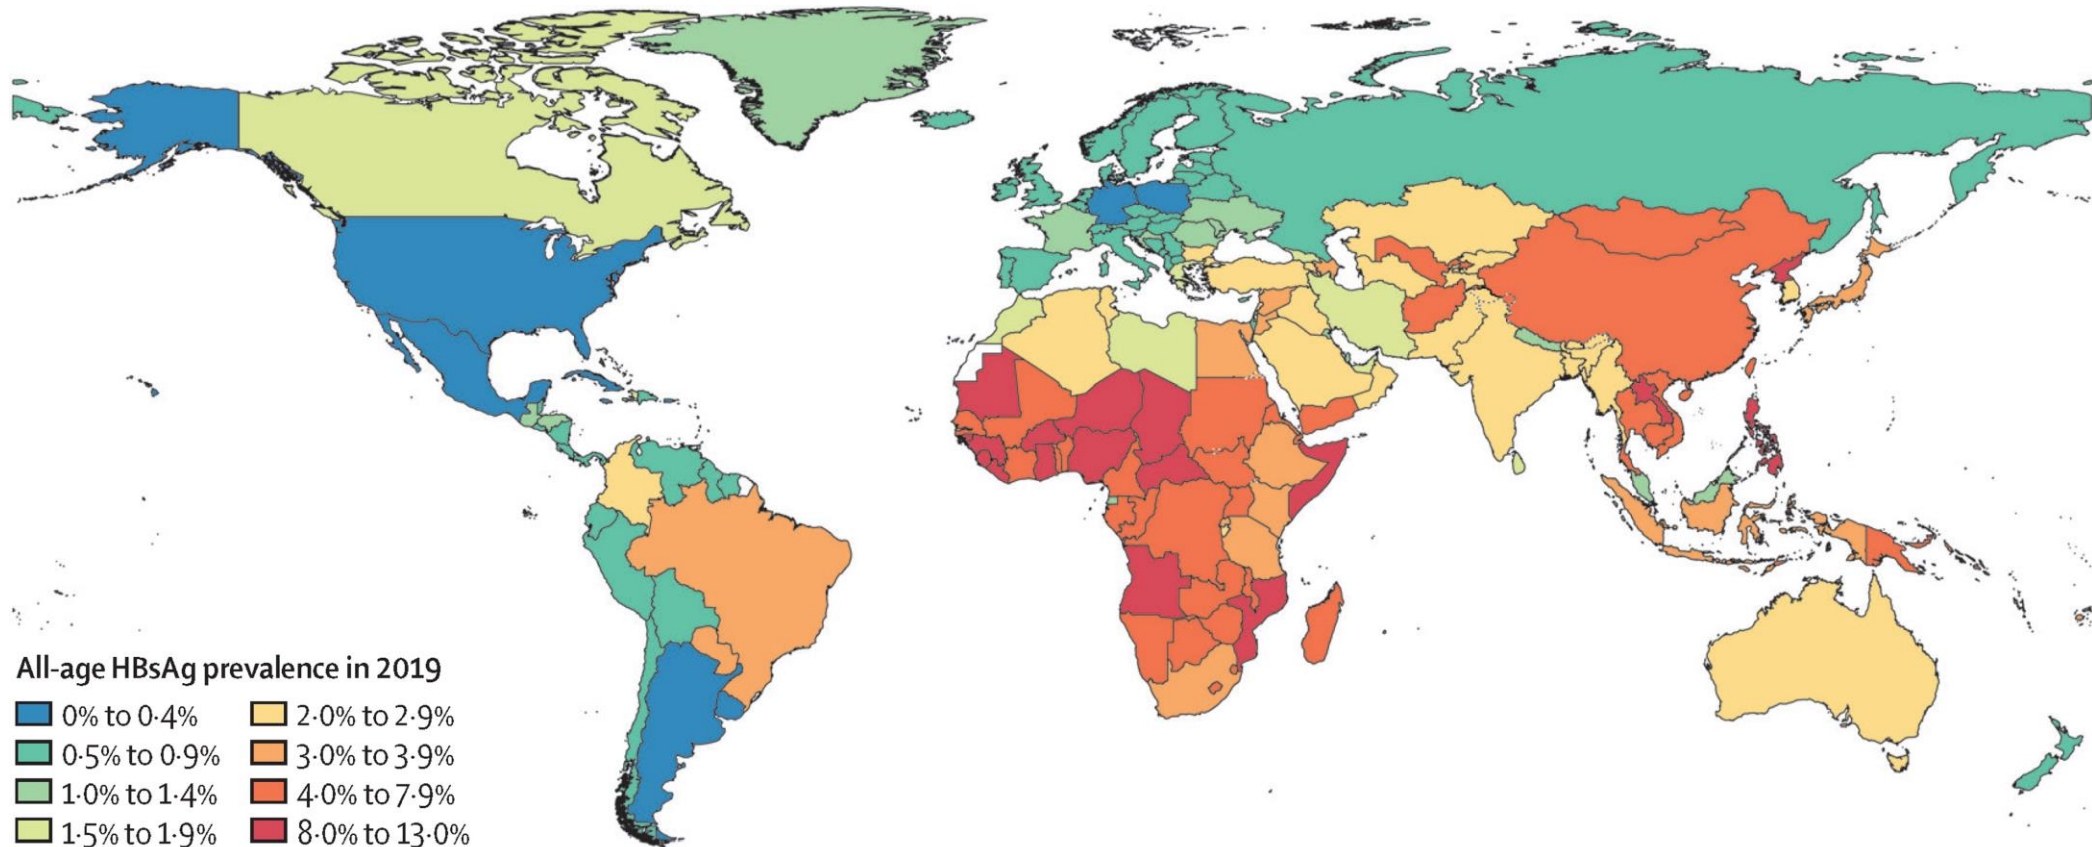 All-age HBsAg prevalence in 2019
0% to 0·4%
0·5% to 0·9%
1·0% to 1·4%
1·5% to 1·9%
2·0% to 2·9%
3·0% to 3·9%
4·0% to 7·9%
8·0% to 13·0%